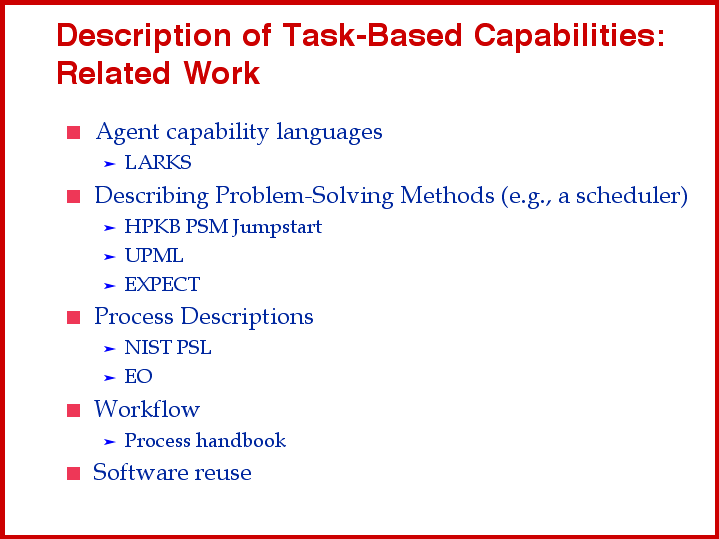 Description of Task-Based Capabilities:
Related Work
Agent capability languages
LARKS
Describing Problem-Solving Methods (e.g., a scheduler)
HPKB PSM Jumpstart
UPML
EXPECT
Process Descriptions
NIST PSL
EO
Workflow
Process handbook
Software reuse